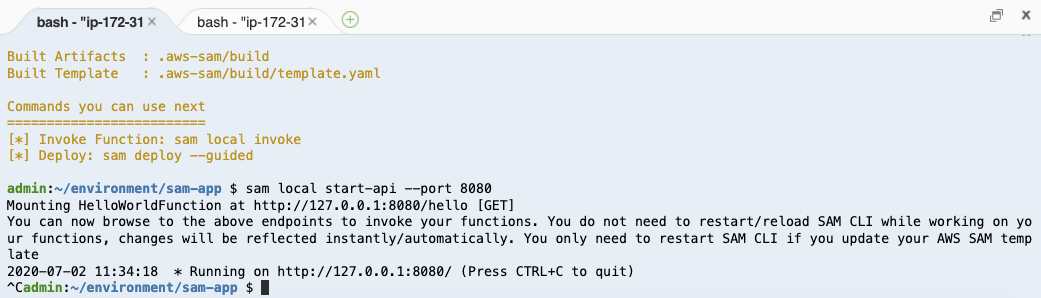 bash - "ip-172-31 × bash - "ip-172-31 ×
Built Artifacts  : .aws-sam/build
Built Template   : .aws-sam/build/template.yaml
Commands you can use next
=========================
[*] Invoke Function: sam local invoke
[*] Deploy: sam deploy --guided
admin:~/environment/sam-app $ sam local start-api --port 8080
Mounting HelloWorldFunction at http://127.0.0.1:8080/hello [GET]
You can now browse to the above endpoints to invoke your functions. You do not need to restart/reload SAM CLI while working on yo
ur functions, changes will be reflected instantly/automatically. You only need to restart SAM CLI if you update your AWS SAM temp
late
2020-07-02 11:34:18  * Running on http://127.0.0.1:8080/ (Press CTRL+C to quit)
^Cadmin:~/environment/sam-app $